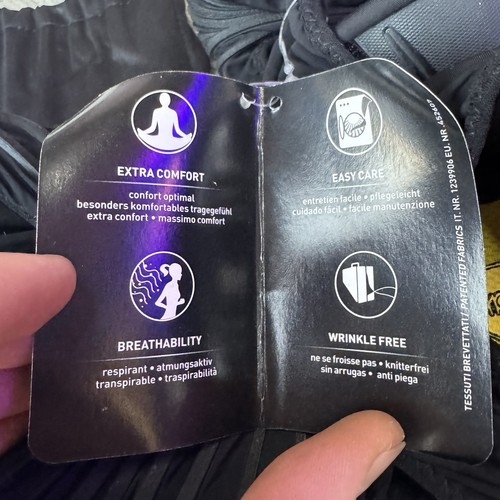 EXTRA COMFORT
confort optimal
besonders komfortables tragegefühl
extra confort • massimo comfort
BREATHABILITY
respirant • atmungsaktiv
transpirable • traspirabilità
EASY CARE
entretien facile • pflegeleicht
cuidado fácil • facile manutenzione
WRINKLE FREE
ne se froisse pas • knitterfrei
sin arrugas • anti piega
TESSUTI BREVETTATI / PATENTED FABRICS IT. NR. 1239906 EU. NR.